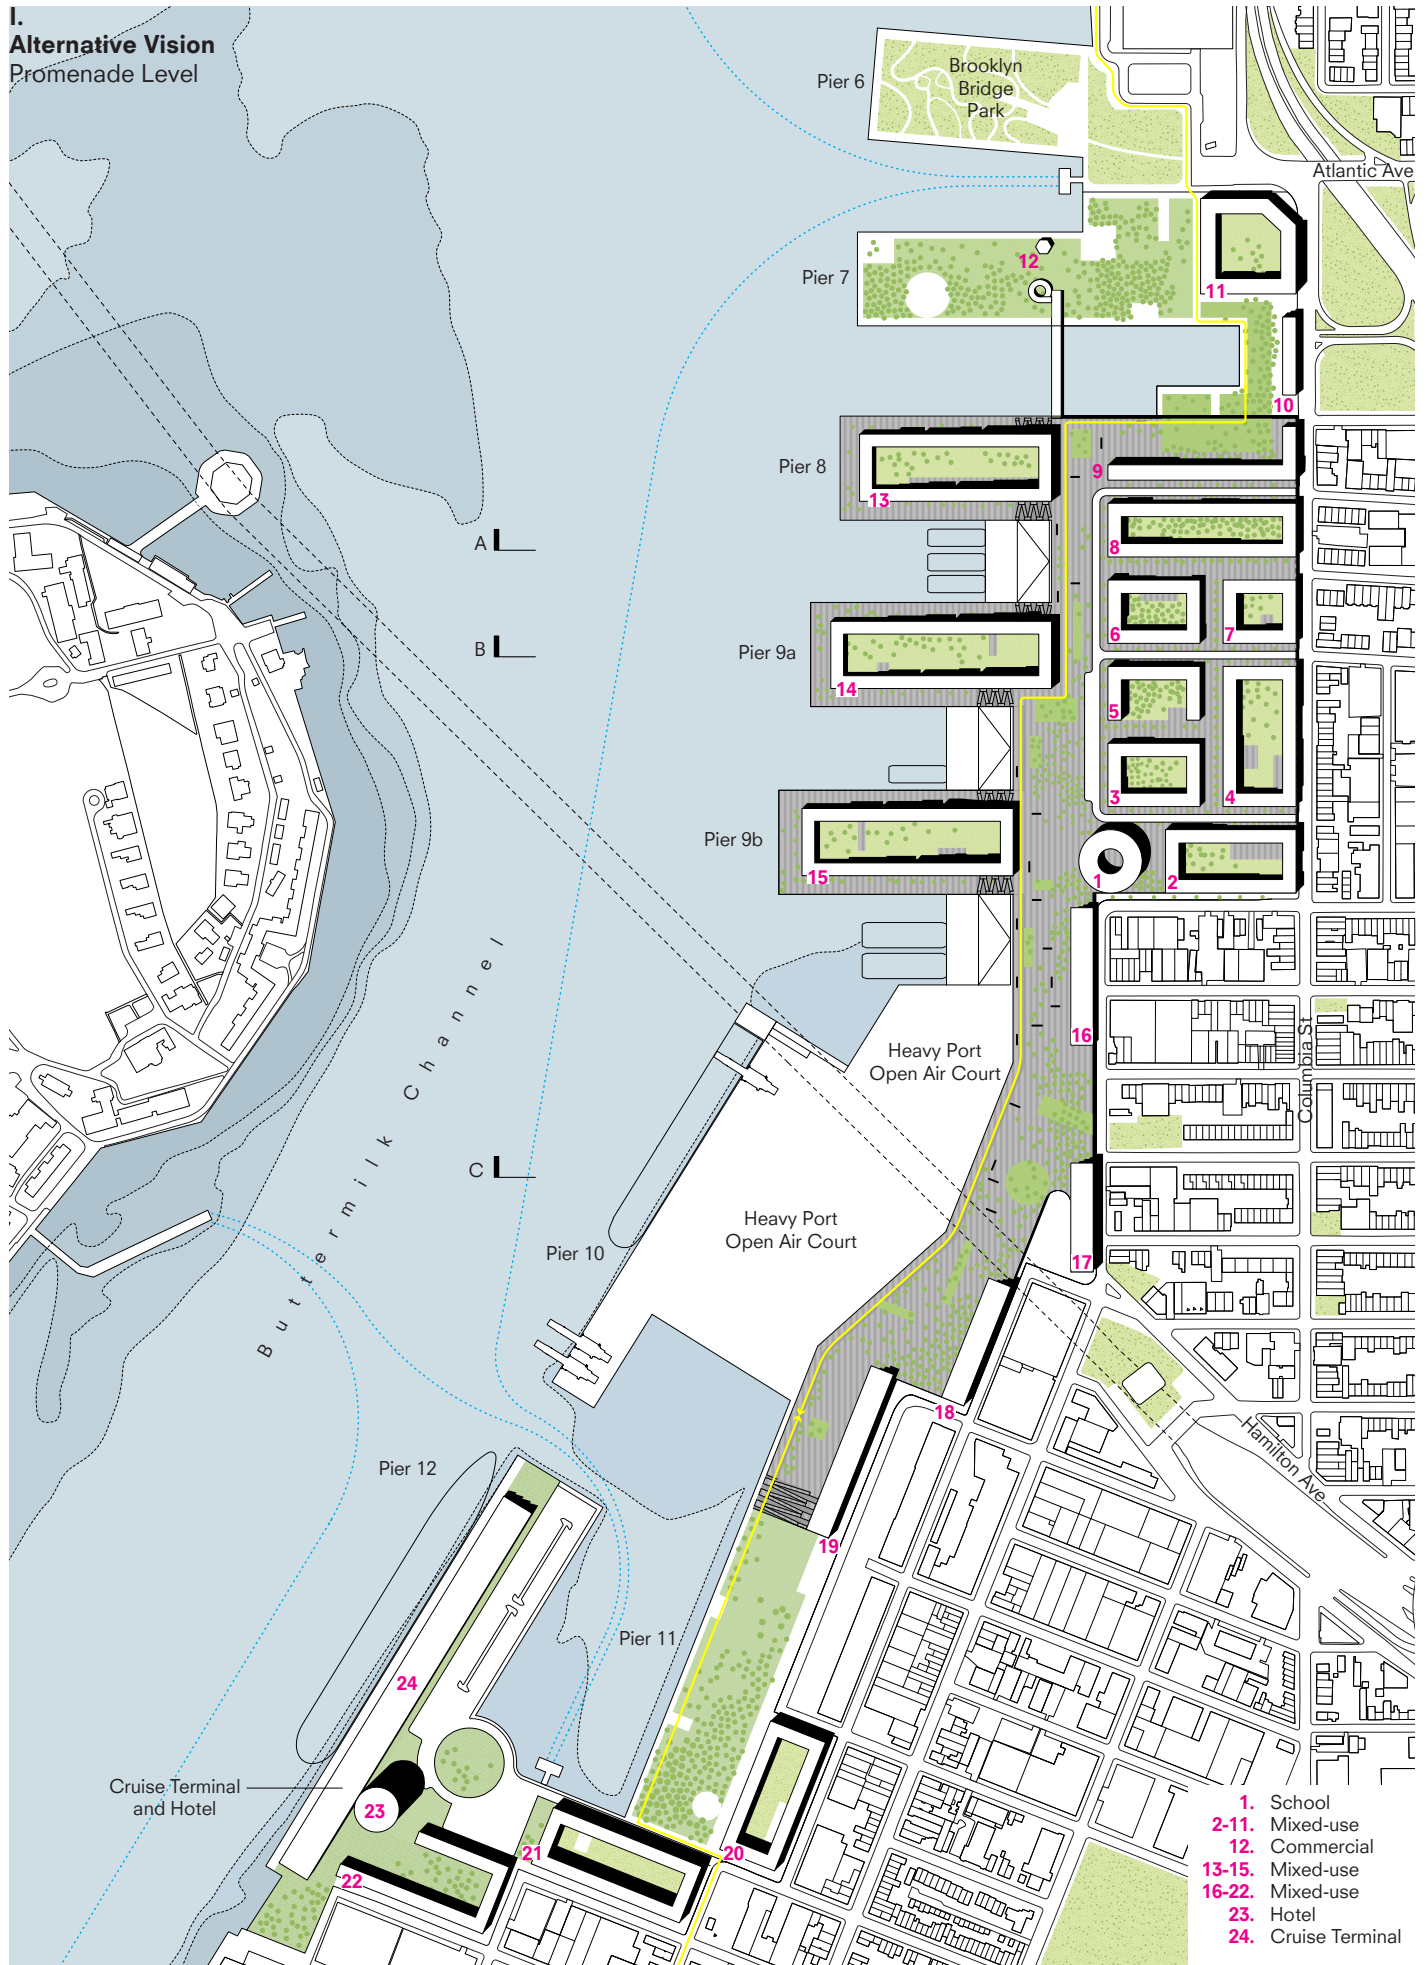 I.
Alternative Vision
Promenade Level
Pier 6
Brooklyn
Bridge
Park
Atlantic Ave
Pier 7
12
11
10
Pier 8
13
9
A
8
6
7
B
Pier 9a
14
5
3
4
Pier 9b
15
1
2
Buttermilk Channel
16
Heavy Port
Open Air Court
Columbia St
C
Heavy Port
Open Air Court
Pier 10
17
18
Hamilton Ave
Pier 12
19
Pier 11
24
Cruise Terminal
and Hotel
23
21
20
22
1. School
2-11. Mixed-use
12. Commercial
13-15. Mixed-use
16-22. Mixed-use
23. Hotel
24. Cruise Terminal